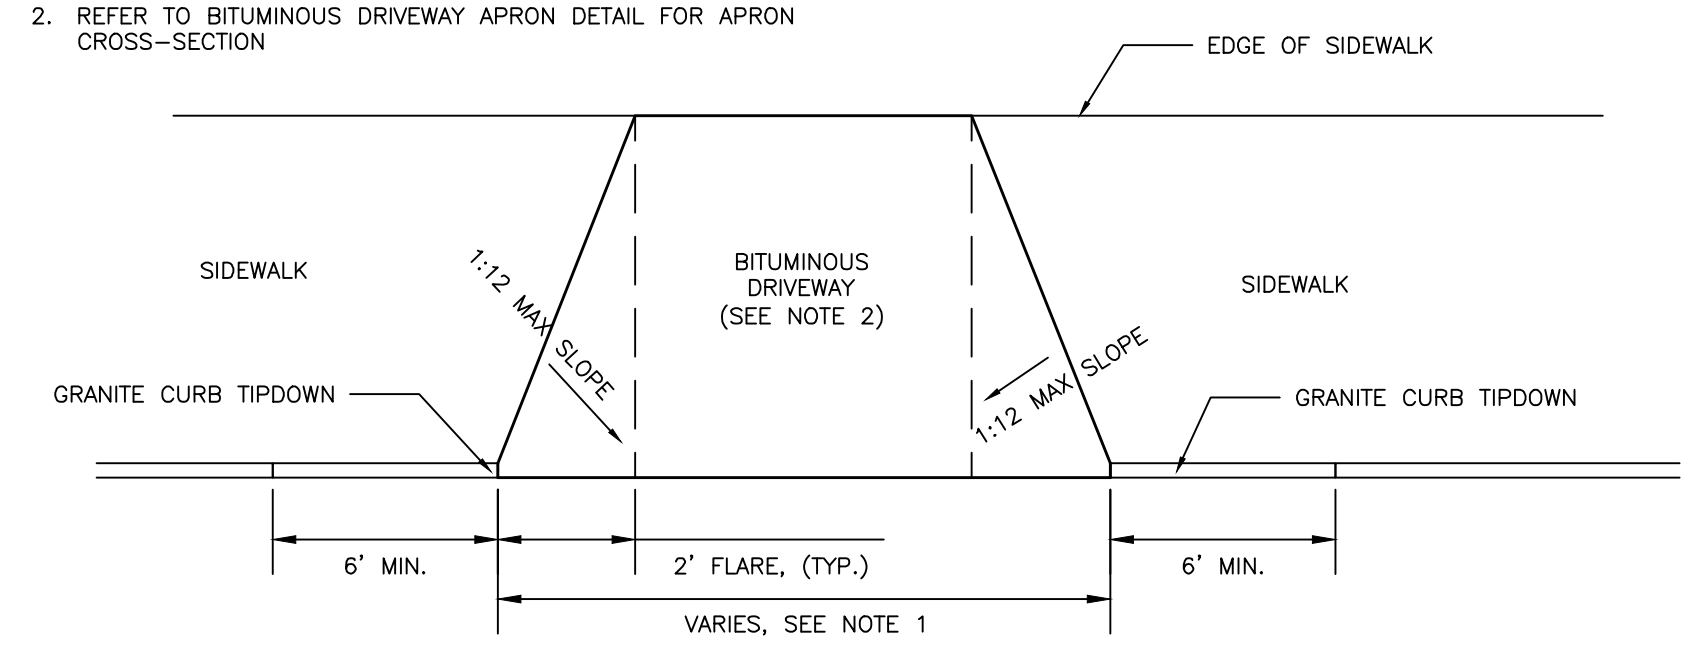 2. REFER TO BITUMINOUS DRIVEWAY APRON DETAIL FOR APRON
CROSS-SECTION
EDGE OF SIDEWALK
SIDEWALK
1:12 MAX SLOPE
BITUMINOUS
DRIVEWAY
(SEE NOTE 2)
SIDEWALK
1:12 MAX SLOPE
GRANITE CURB TIPDOWN
GRANITE CURB TIPDOWN
6' MIN.
2' FLARE, (TYP.)
6' MIN.
VARIES, SEE NOTE 1